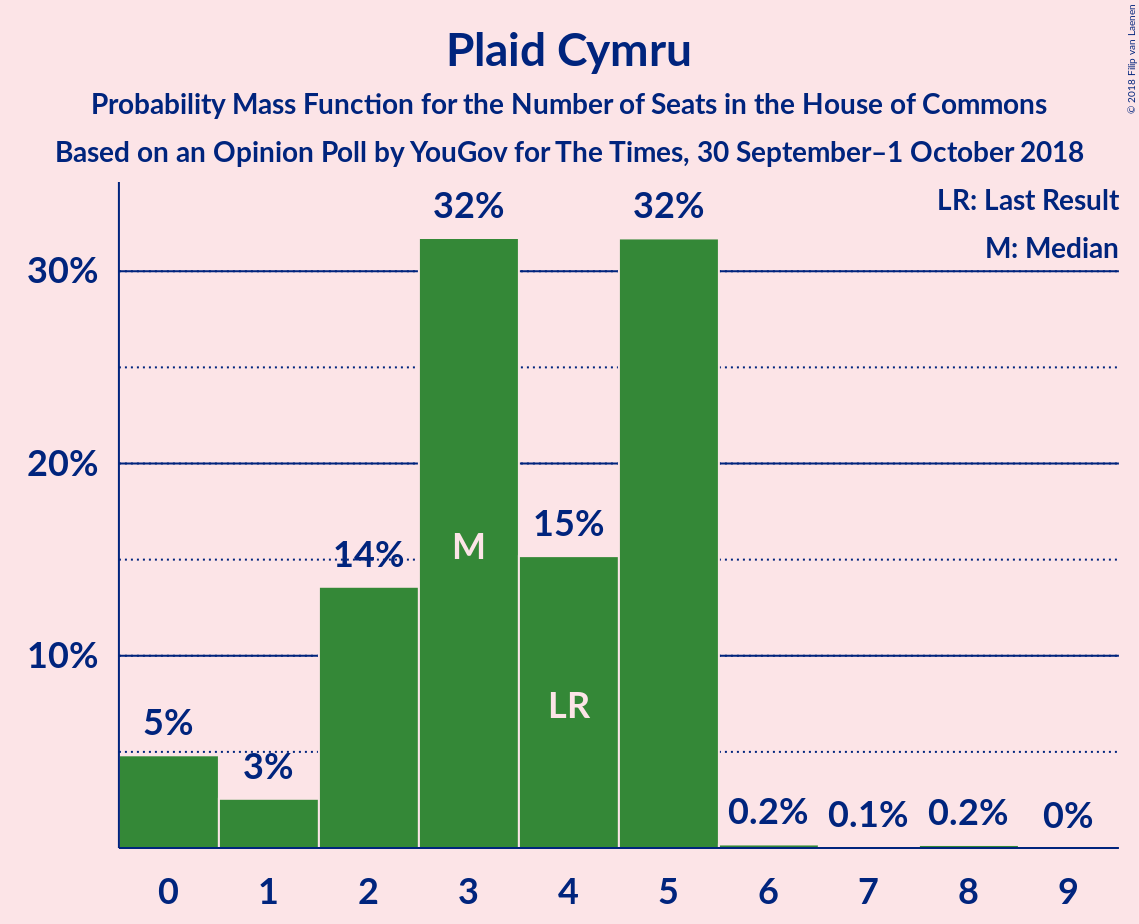 Plaid Cymru
Probability Mass Function for the Number of Seats in the House of Commons
Based on an Opinion Poll by YouGov for The Times, 30 September–1 October 2018
© 2018 Filip van Laenen
LR: Last Result
M: Median
32%
32%
30%
20%
15%
14%
M
10%
LR
5%
3%
0.2%
0.1%
0.2%
0%
0 1 2 3 4 5 6 7 8 9